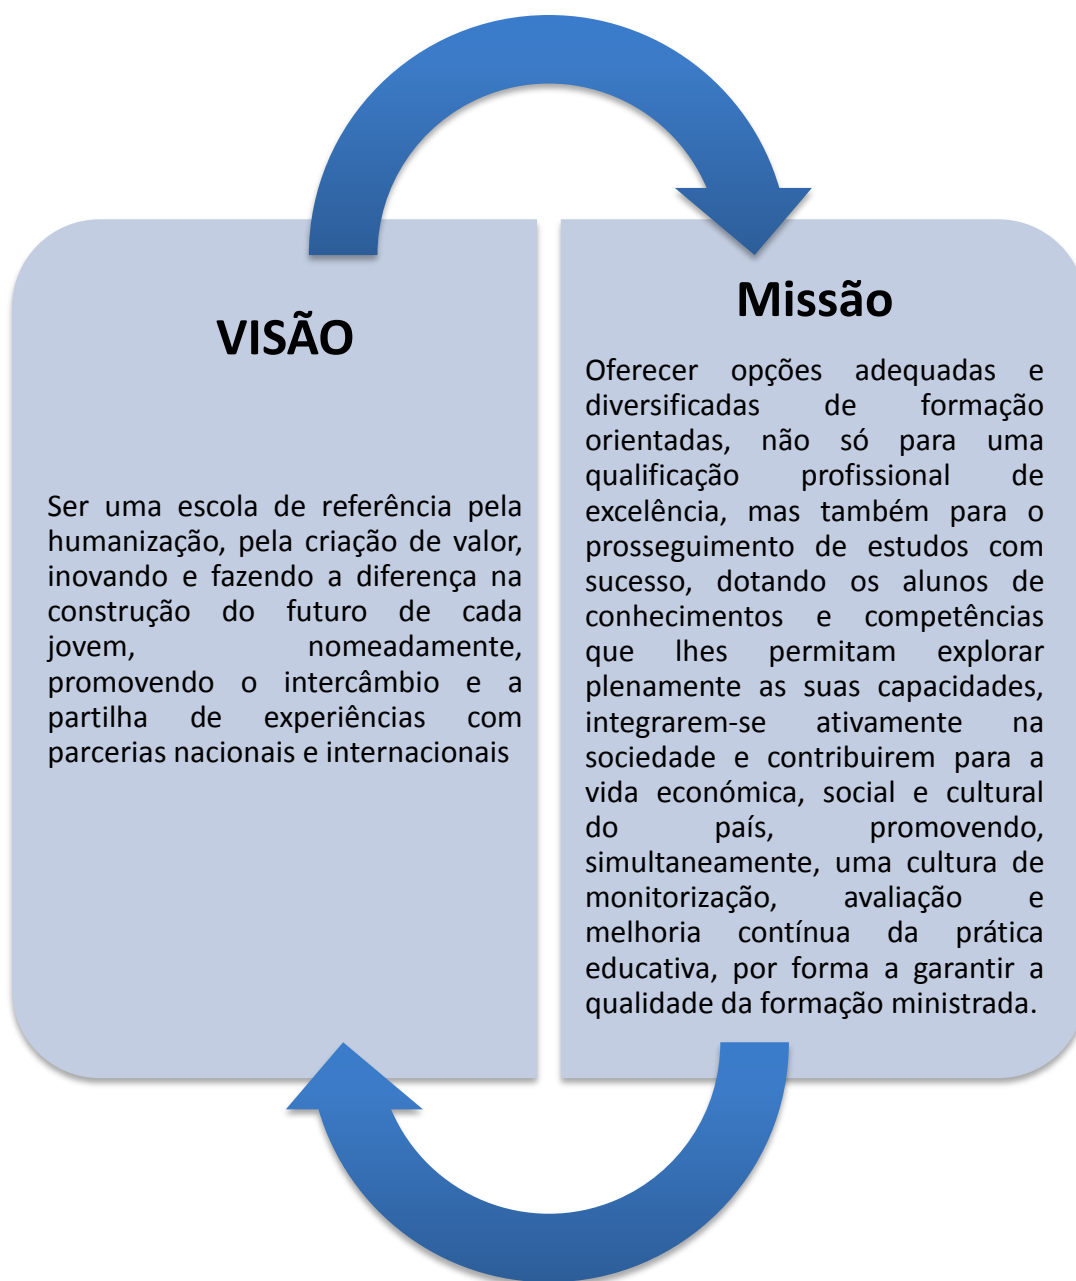 VISÃO
Ser uma escola de referência pela
humanização, pela criação de valor,
inovando e fazendo a diferença na
construção do futuro de cada
jovem, nomeadamente,
promovendo o intercâmbio e a
partilha de experiências com
parcerias nacionais e internacionais
Missão
Oferecer opções adequadas e
diversificadas de formação
orientadas, não só para uma
qualificação profissional de
excelência, mas também para o
prosseguimento de estudos com
sucesso, dotando os alunos de
conhecimentos e competências
que lhes permitam explorar
plenamente as suas capacidades,
integrarem-se ativamente na
sociedade e contribuirem para a
vida económica, social e cultural
do país, promovendo,
simultaneamente, uma cultura de
monitorização, avaliação e
melhoria contínua da prática
educativa, por forma a garantir a
qualidade da formação ministrada.